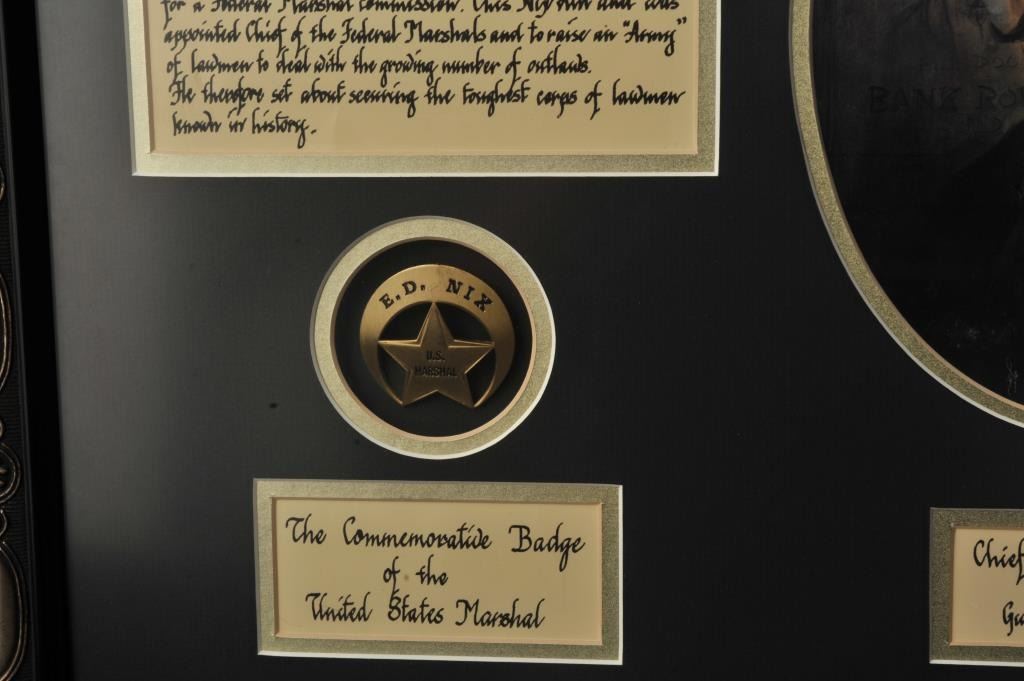 for a Federal Marshal commission. This Nix him and was
appointed Chief of the Federal Marshals and to raise an "Army"
of lawmen to deal with the growing number of outlaws.
He therefore set about securing the toughest corps of lawmen
known in history.
E.D. NIX
U.S.
MARSHAL
The Commemorative Badge
of the
United States Marshal
BANK RO
Chief
Gu